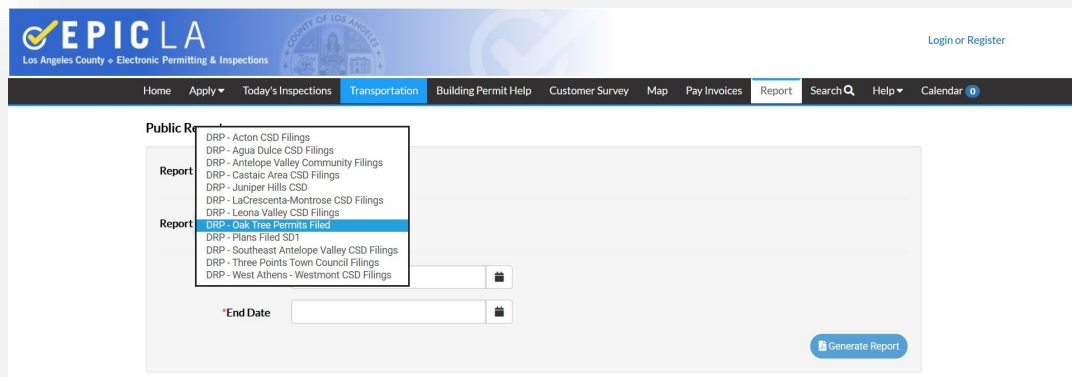 EPIC LA
Los Angeles County ⟡ Electronic Permitting & Inspections
COUNTY OF LOS ANGELES
Login or Register
Home Apply Today's Inspections Transportation Building Permit Help Customer Survey Map Pay Invoices Report Search Help Calendar 0
Public Re
DRP - Acton CSD Filings
DRP - Agua Dulce CSD Filings
DRP - Antelope Valley Community Filings
Report
DRP - Castaic Area CSD Filings
DRP - Juniper Hills CSD
DRP - LaCrescenta-Montrose CSD Filings
DRP - Leona Valley CSD Filings
Report
DRP - Oak Tree Permits Filed
DRP - Plans Filed SD1
DRP - Southeast Antelope Valley CSD Filings
DRP - Three Points Town Council Filings
DRP - West Athens - Westmont CSD Filings
*End Date
Generate Report